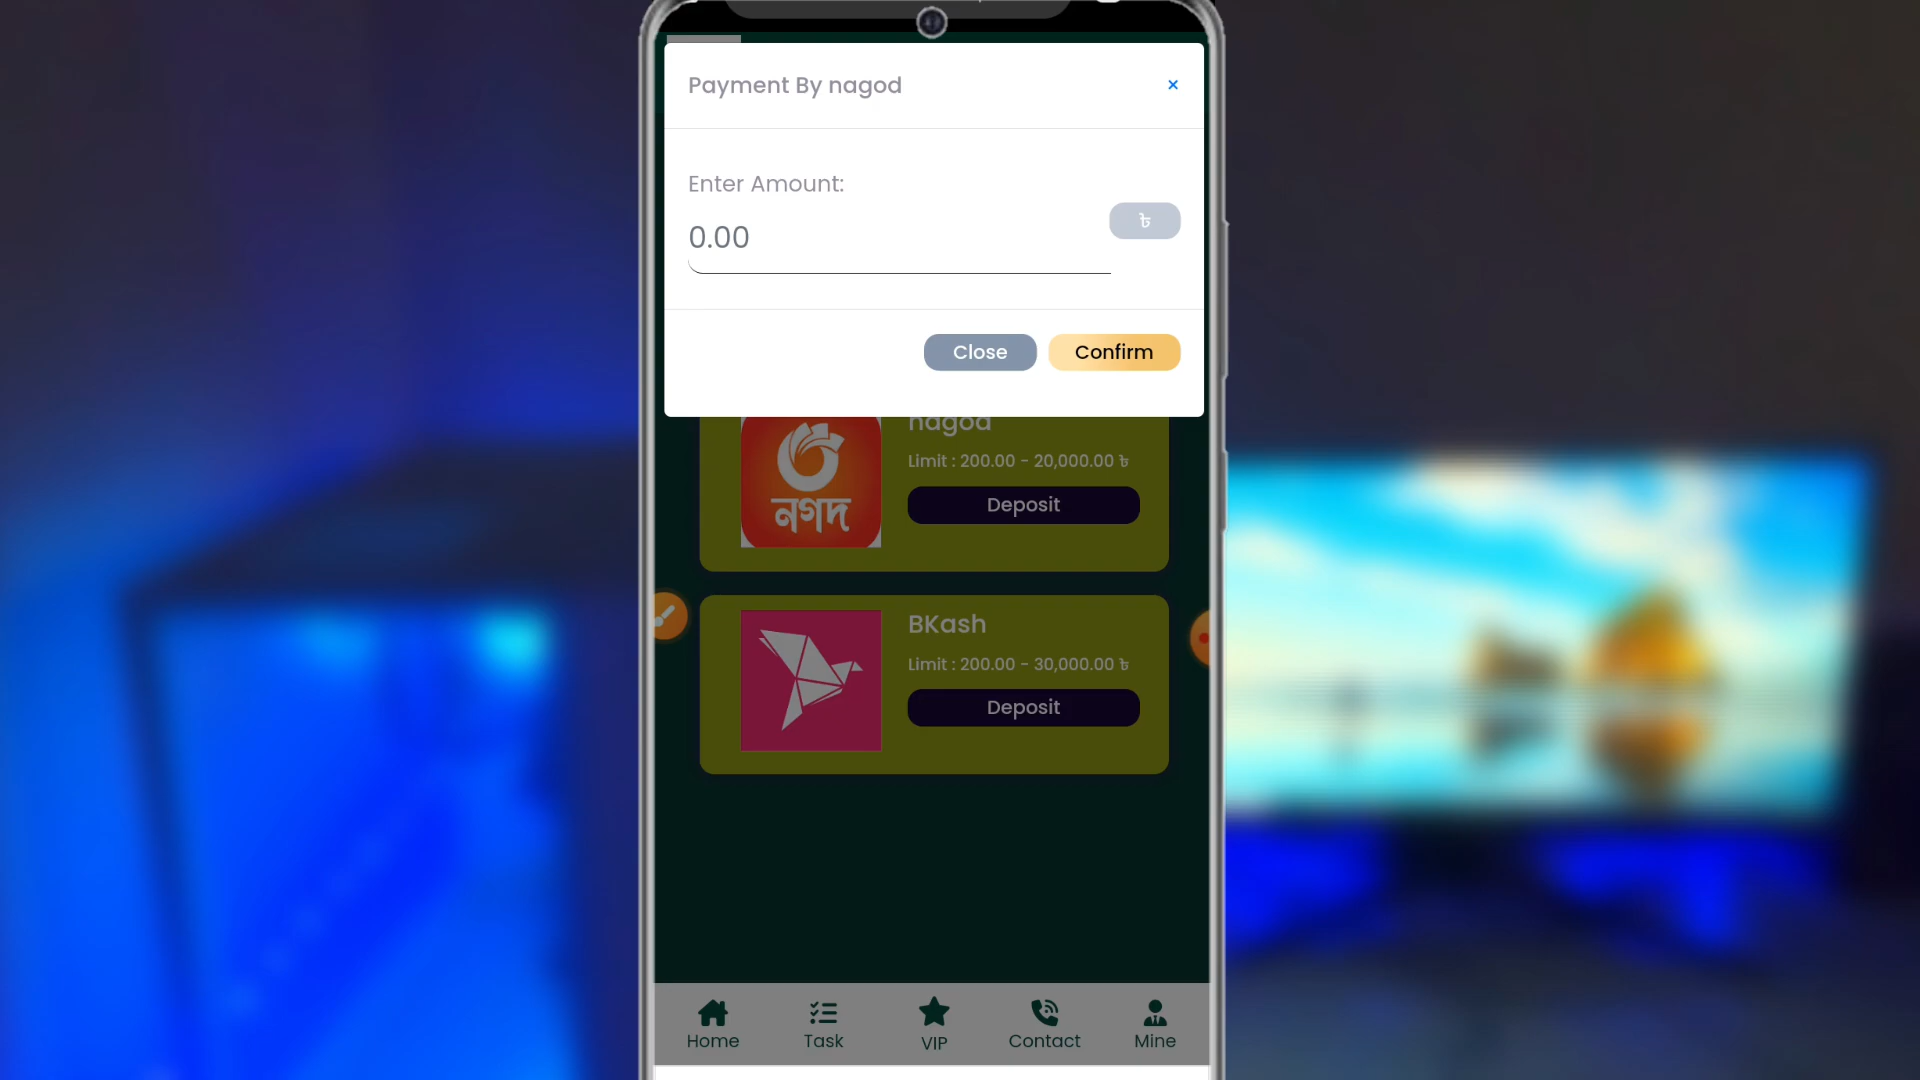 Payment By nagod
×
Enter Amount:
0.00
৳
Close
Confirm
nagod
Limit : 200.00 - 20,000.00 ৳
Deposit
নগদ
BKash
Limit : 200.00 - 30,000.00 ৳
Deposit
Home
Task
VIP
Contact
Mine